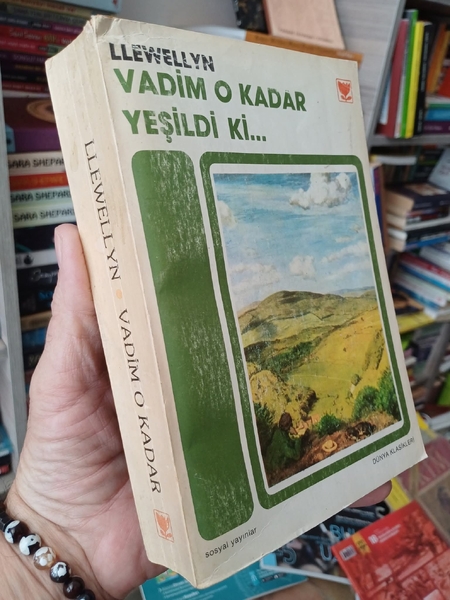 LLEWELLYN
VADİM O KADAR
YEŞİLDİ Kİ...
DÜNYA KLASİKLERİ
sosyal yayınlar
LLEWELLYN • VADİM O KADAR
SARA SHEPARD
SARA SHEPARD
SARA SHEPARD